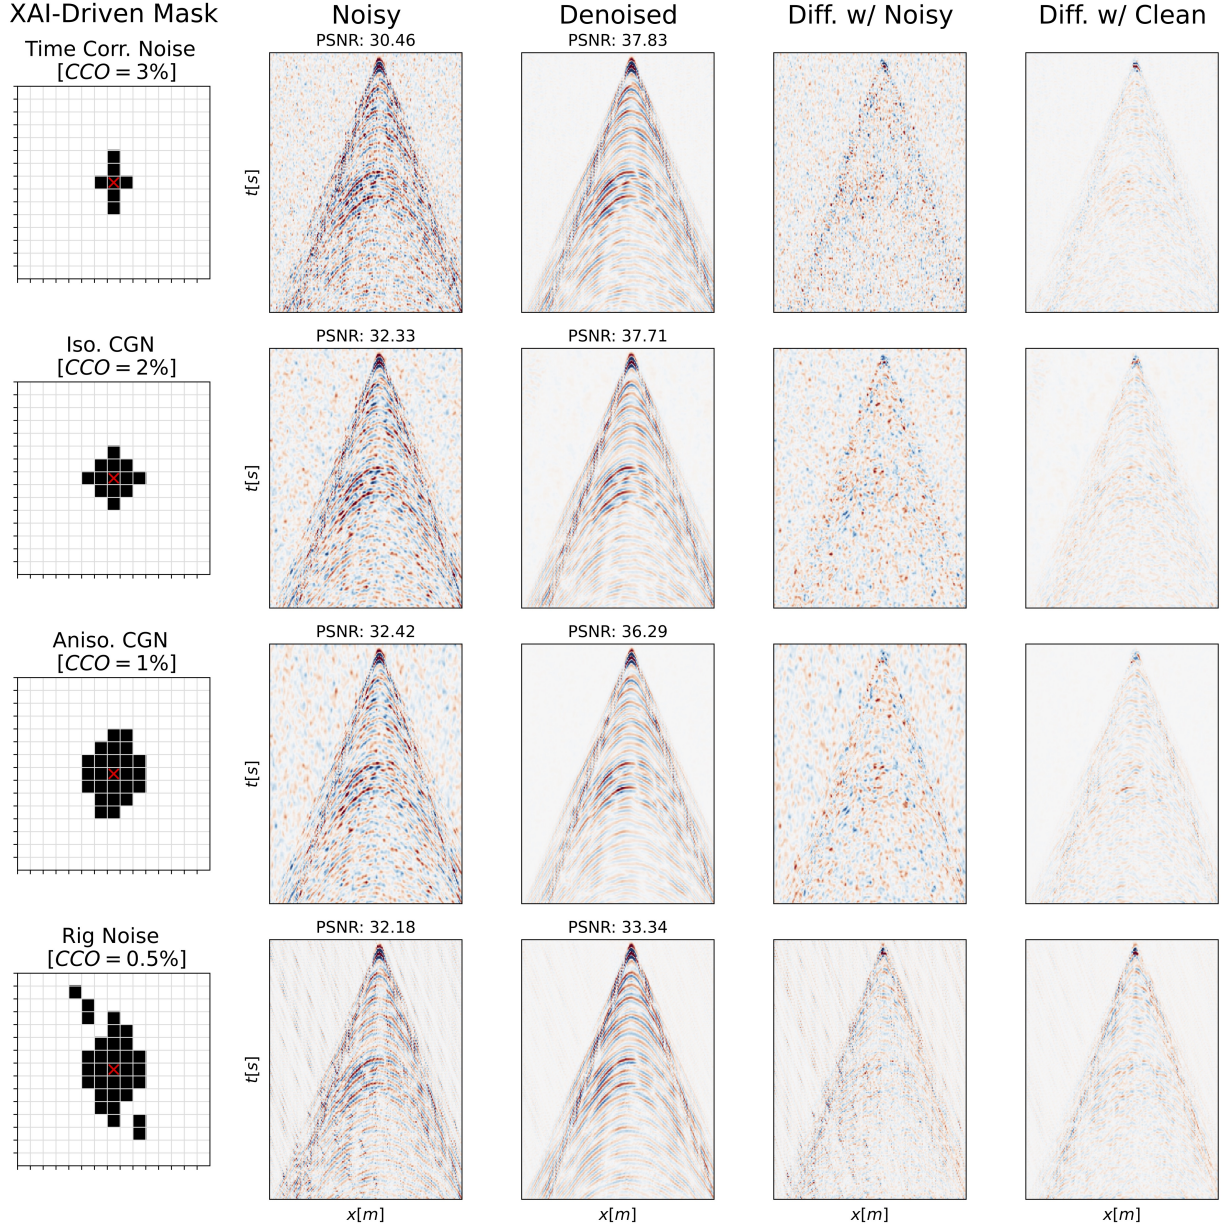 XAI-Driven Mask
Noisy
Denoised
Diff. w/ Noisy
Diff. w/ Clean
Time Corr. Noise
[CCO = 3%]
PSNR: 30.46
PSNR: 37.83
t[s]
Iso. CGN
[CCO = 2%]
PSNR: 32.33
PSNR: 37.71
t[s]
Aniso. CGN
[CCO = 1%]
PSNR: 32.42
PSNR: 36.29
t[s]
Rig Noise
[CCO = 0.5%]
PSNR: 32.18
PSNR: 33.34
t[s]
x[m]
x[m]
x[m]
x[m]